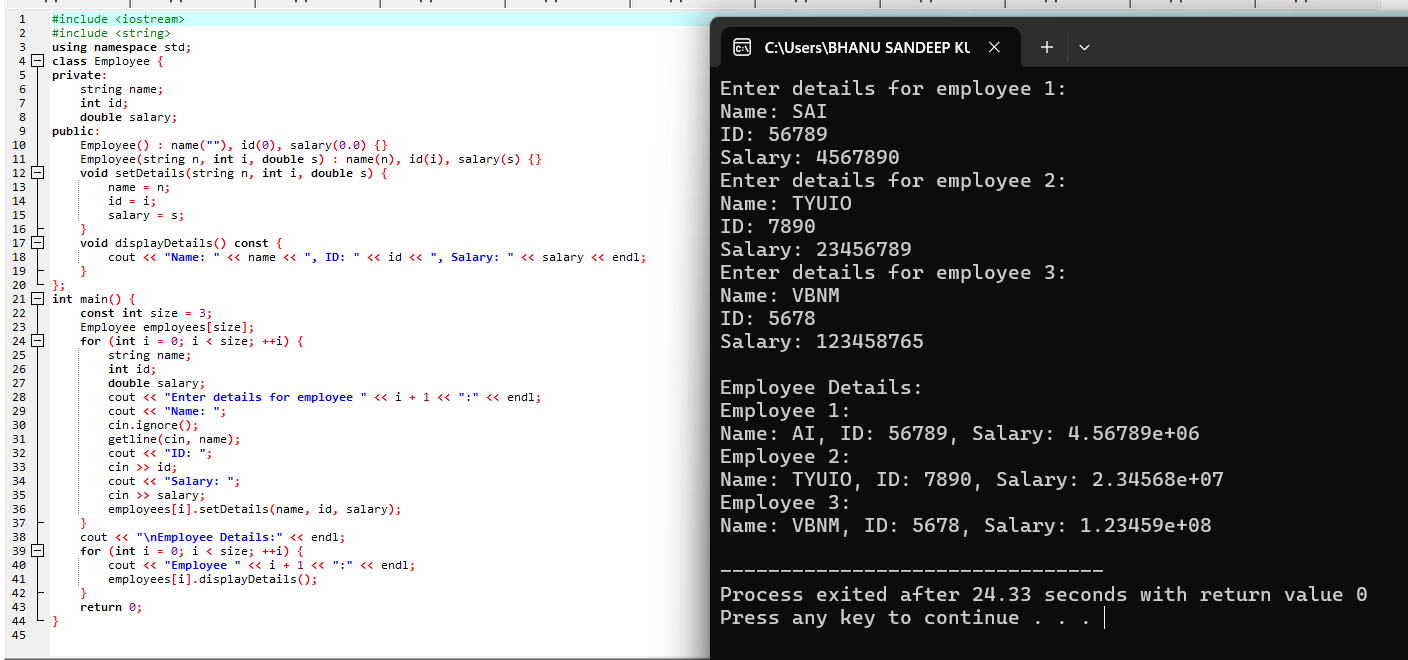 1 #include <iostream>
2 #include <string>
3 using namespace std;
4 class Employee {
5 private:
6     string name;
7     int id;
8     double salary;
9 public:
10     Employee() : name(""), id(0), salary(0.0) {}
11     Employee(string n, int i, double s) : name(n), id(i), salary(s) {}
12     void setDetails(string n, int i, double s) {
13         name = n;
14         id = i;
15         salary = s;
16     }
17     void displayDetails() const {
18         cout << "Name: " << name << ", ID: " << id << ", Salary: " << salary << endl;
19     }
20 };
21 int main() {
22     const int size = 3;
23     Employee employees[size];
24     for (int i = 0; i < size; ++i) {
25         string name;
26         int id;
27         double salary;
28         cout << "Enter details for employee " << i + 1 << ":" << endl;
29         cout << "Name: ";
30         cin.ignore();
31         getline(cin, name);
32         cout << "ID: ";
33         cin >> id;
34         cout << "Salary: ";
35         cin >> salary;
36         employees[i].setDetails(name, id, salary);
37     }
38     cout << "\nEmployee Details:" << endl;
39     for (int i = 0; i < size; ++i) {
40         cout << "Employee " << i + 1 << ":" << endl;
41         employees[i].displayDetails();
42     }
43     return 0;
44 }
45
C:\Users\BHANU SANDEEP KU
Enter details for employee 1:
Name: SAI
ID: 56789
Salary: 4567890
Enter details for employee 2:
Name: TYUIO
ID: 7890
Salary: 23456789
Enter details for employee 3:
Name: VBNM
ID: 5678
Salary: 123458765
Employee Details:
Employee 1:
Name: AI, ID: 56789, Salary: 4.56789e+06
Employee 2:
Name: TYUIO, ID: 7890, Salary: 2.34568e+07
Employee 3:
Name: VBNM, ID: 5678, Salary: 1.23459e+08
--------------------------------
Process exited after 24.33 seconds with return value 0
Press any key to continue . . .